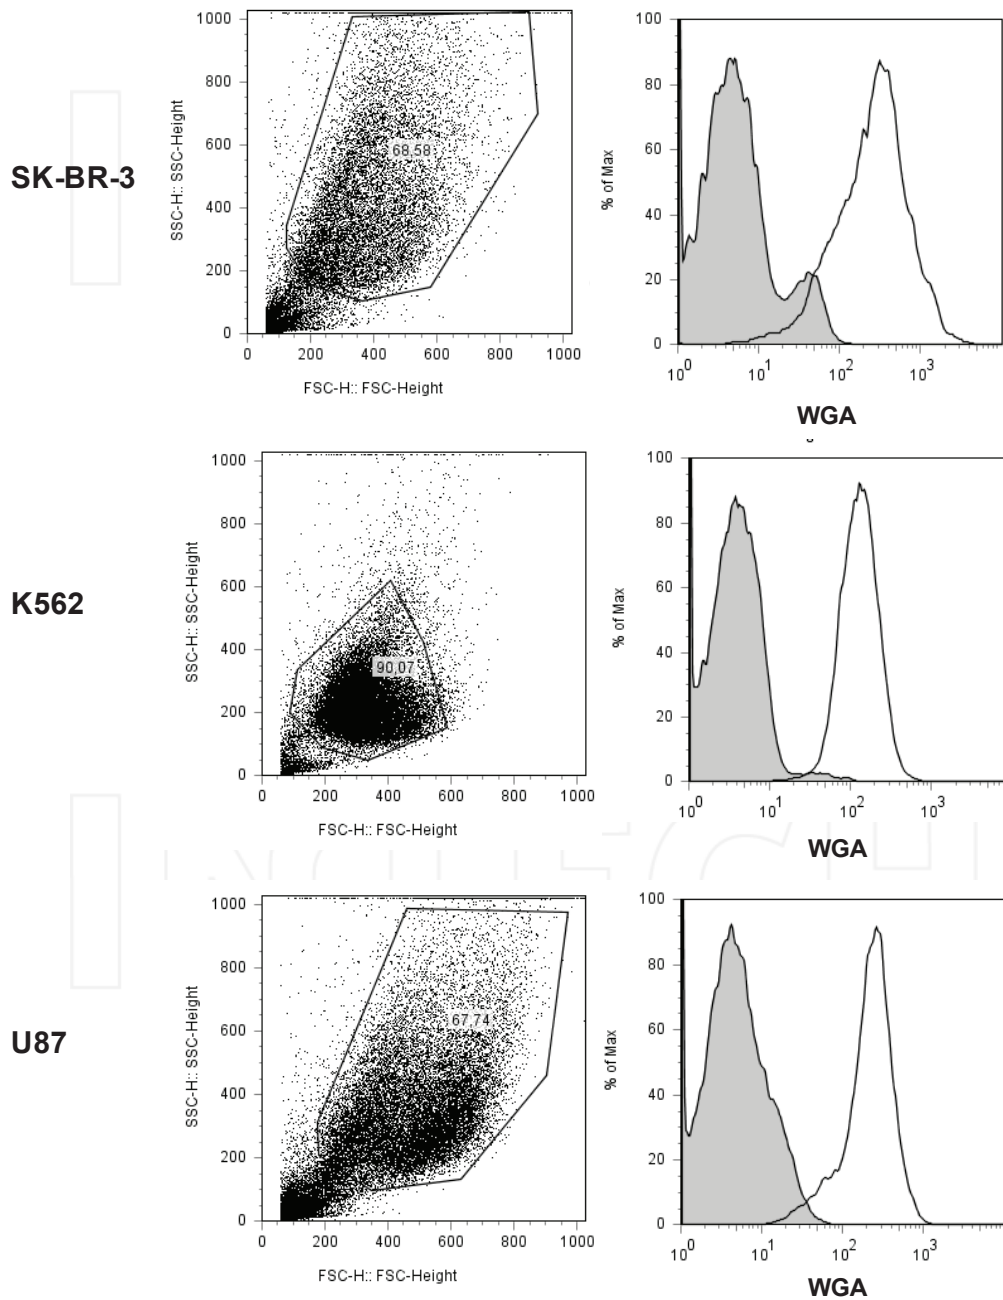 SK-BR-3
SSC-H:: SSC-Height
1000
800
600
400
200
0
68,58
0 200 400 600 800 1000
FSC-H:: FSC-Height
% of Max
100
80
60
40
20
0
10^0 10^1 10^2 10^3
WGA
K562
SSC-H:: SSC-Height
1000
800
600
400
200
0
90,07
0 200 400 600 800 1000
FSC-H:: FSC-Height
% of Max
100
80
60
40
20
0
10^0 10^1 10^2 10^3
WGA
U87
SSC-H:: SSC-Height
1000
800
600
400
200
0
67,74
0 200 400 600 800 1000
FSC-H:: FSC-Height
% of Max
100
80
60
40
20
0
10^0 10^1 10^2 10^3
WGA